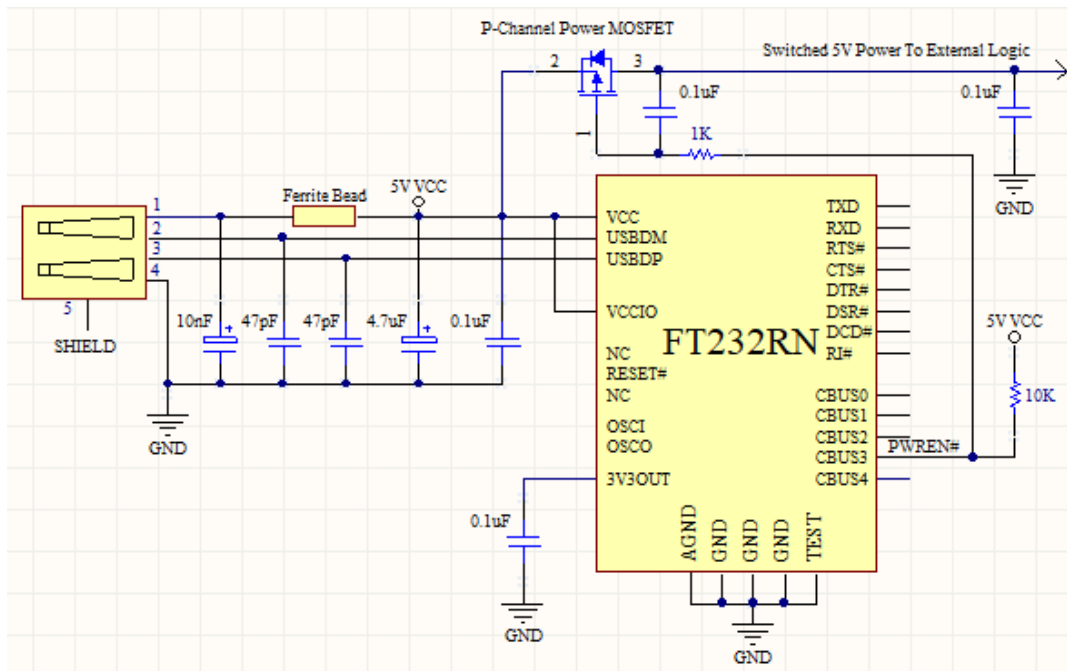 P-Channel Power MOSFET
Switched 5V Power To External Logic
2
3
0.1uF
0.1uF
1
1K
GND
Ferrite Bead
5V VCC
1
2
3
4
5
SHIELD
10nF
+
47pF
47pF
4.7uF
+
0.1uF
GND
VCC
USBDM
USBDP
VCCIO
NC
RESET#
NC
OSCI
OSCO
3V3OUT
FT232RN
TXD
RXD
RTS#
CTS#
DTR#
DSR#
DCD#
RI#
CBUS0
CBUS1
CBUS2
CBUS3
CBUS4
PWREN#
5V VCC
10K
0.1uF
GND
AGND
GND
GND
GND
TEST
GND